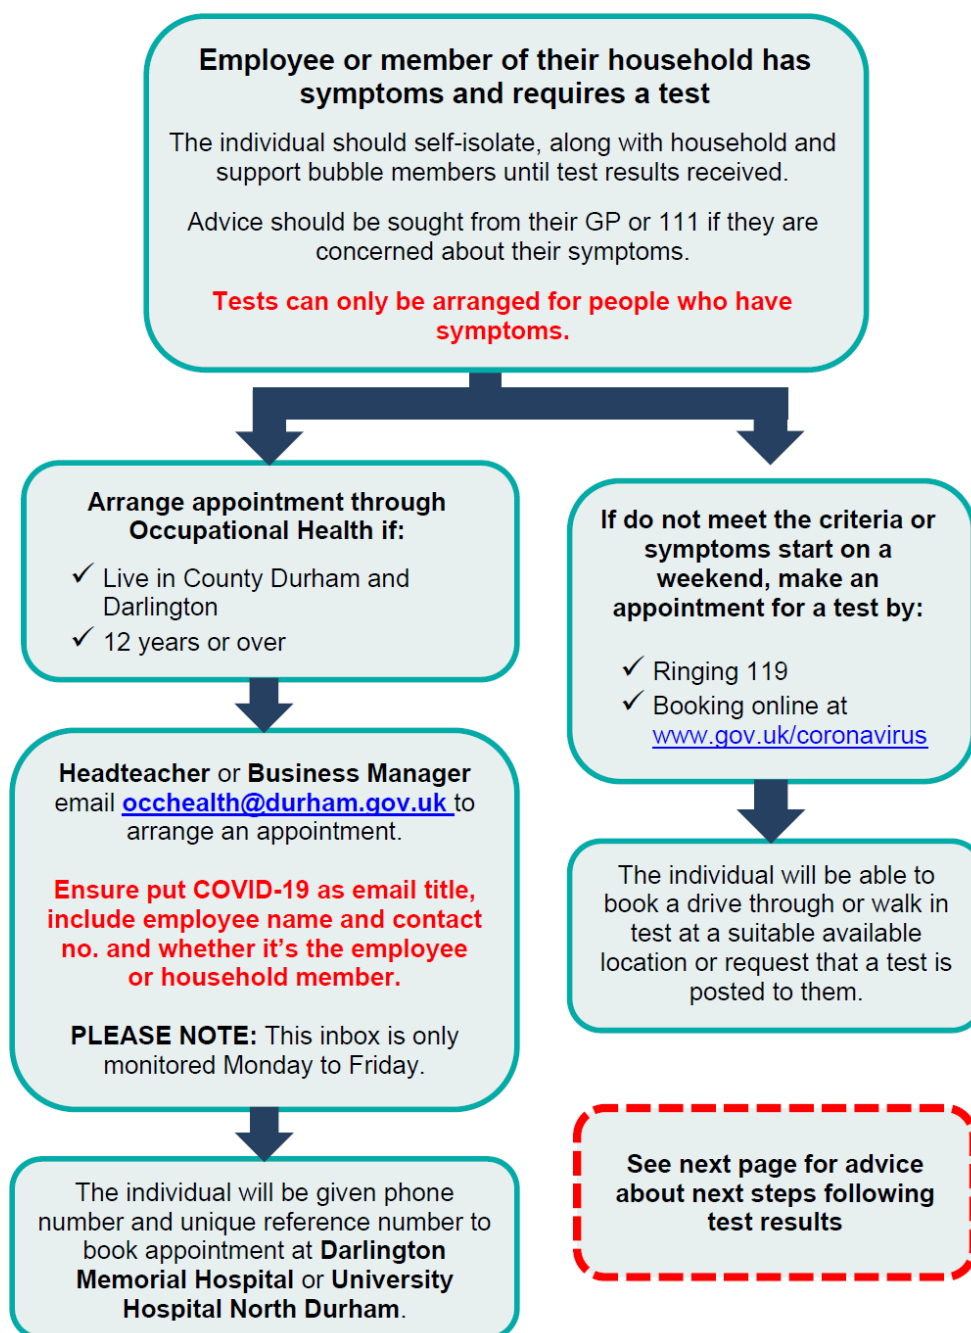 Employee or member of their household has
symptoms and requires a test
The individual should self-isolate, along with household and
support bubble members until test results received.
Advice should be sought from their GP or 111 if they are
concerned about their symptoms.
Tests can only be arranged for people who have
symptoms.
Arrange appointment through
Occupational Health if:
✓ Live in County Durham and
Darlington
✓ 12 years or over
Headteacher or Business Manager
email occhealth@durham.gov.uk to
arrange an appointment.
Ensure put COVID-19 as email title,
include employee name and contact
no. and whether it's the employee
or household member.
PLEASE NOTE: This inbox is only
monitored Monday to Friday.
The individual will be given phone
number and unique reference number to
book appointment at Darlington
Memorial Hospital or University
Hospital North Durham.
If do not meet the criteria or
symptoms start on a
weekend, make an
appointment for a test by:
✓ Ringing 119
✓ Booking online at
www.gov.uk/coronavirus
The individual will be able to
book a drive through or walk in
test at a suitable available
location or request that a test is
posted to them.
See next page for advice
about next steps following
test results